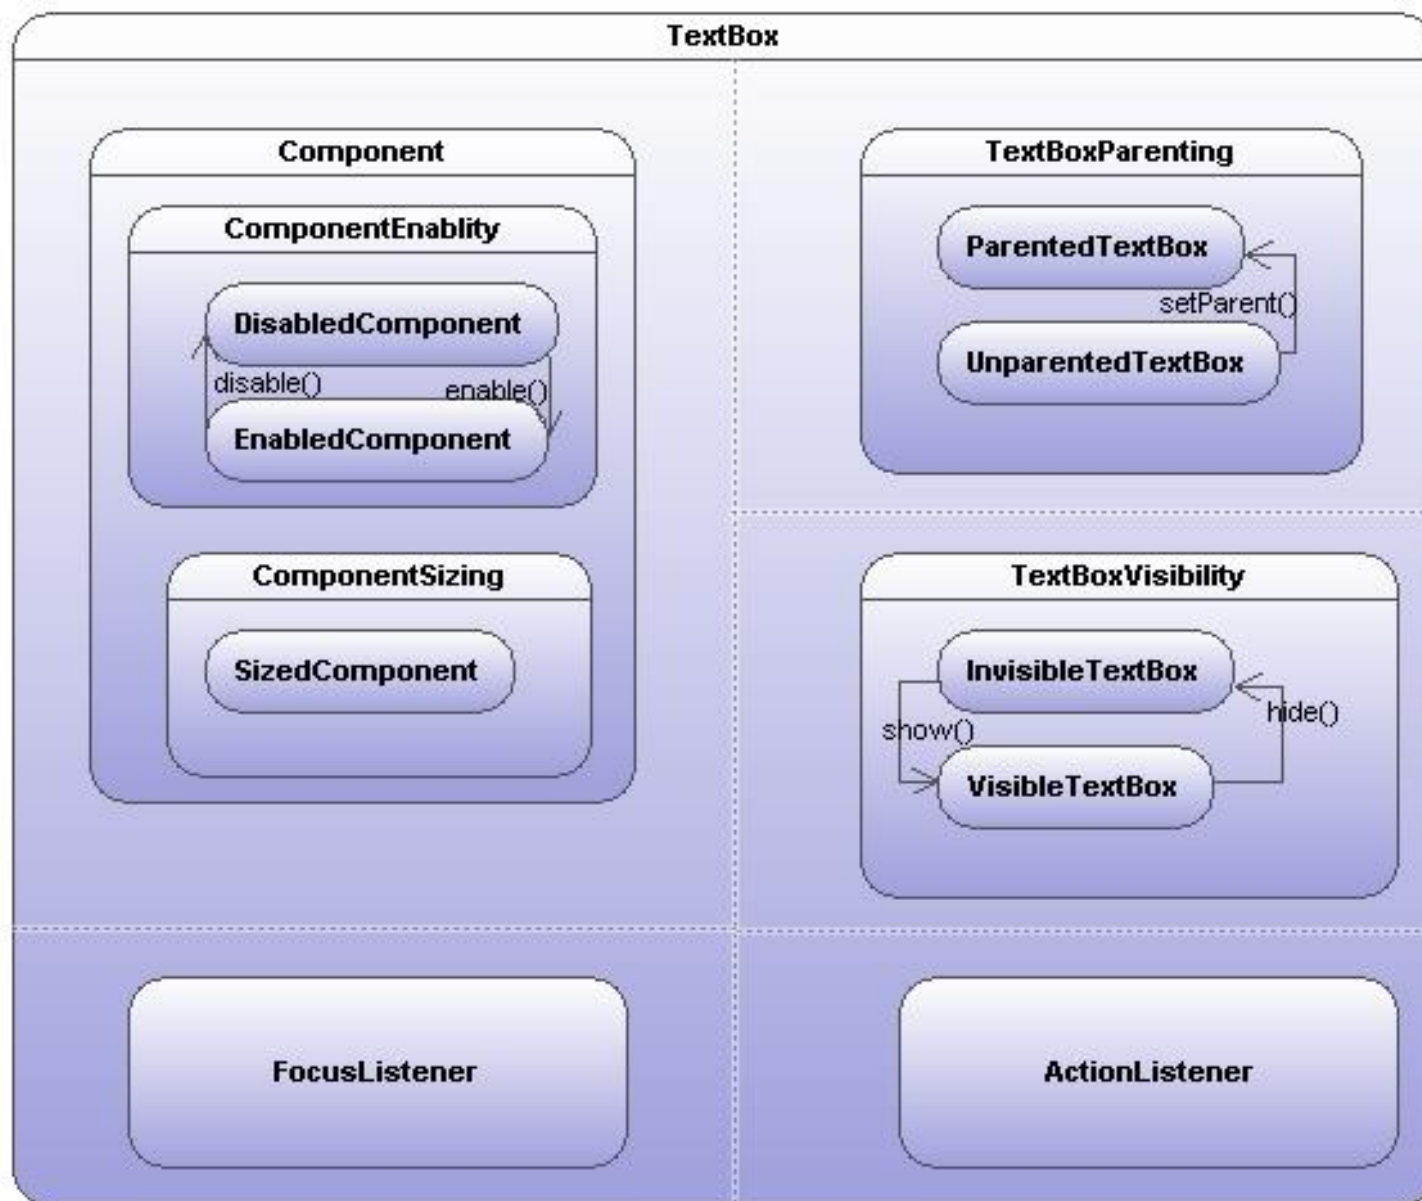 TextBox
Component
ComponentEnablity
DisabledComponent
disable()
enable()
EnabledComponent
ComponentSizing
SizedComponent
TextBoxParenting
ParentedTextBox
setParent()
UnparentedTextBox
TextBoxVisibility
InvisibleTextBox
show()
hide()
VisibleTextBox
FocusListener
ActionListener